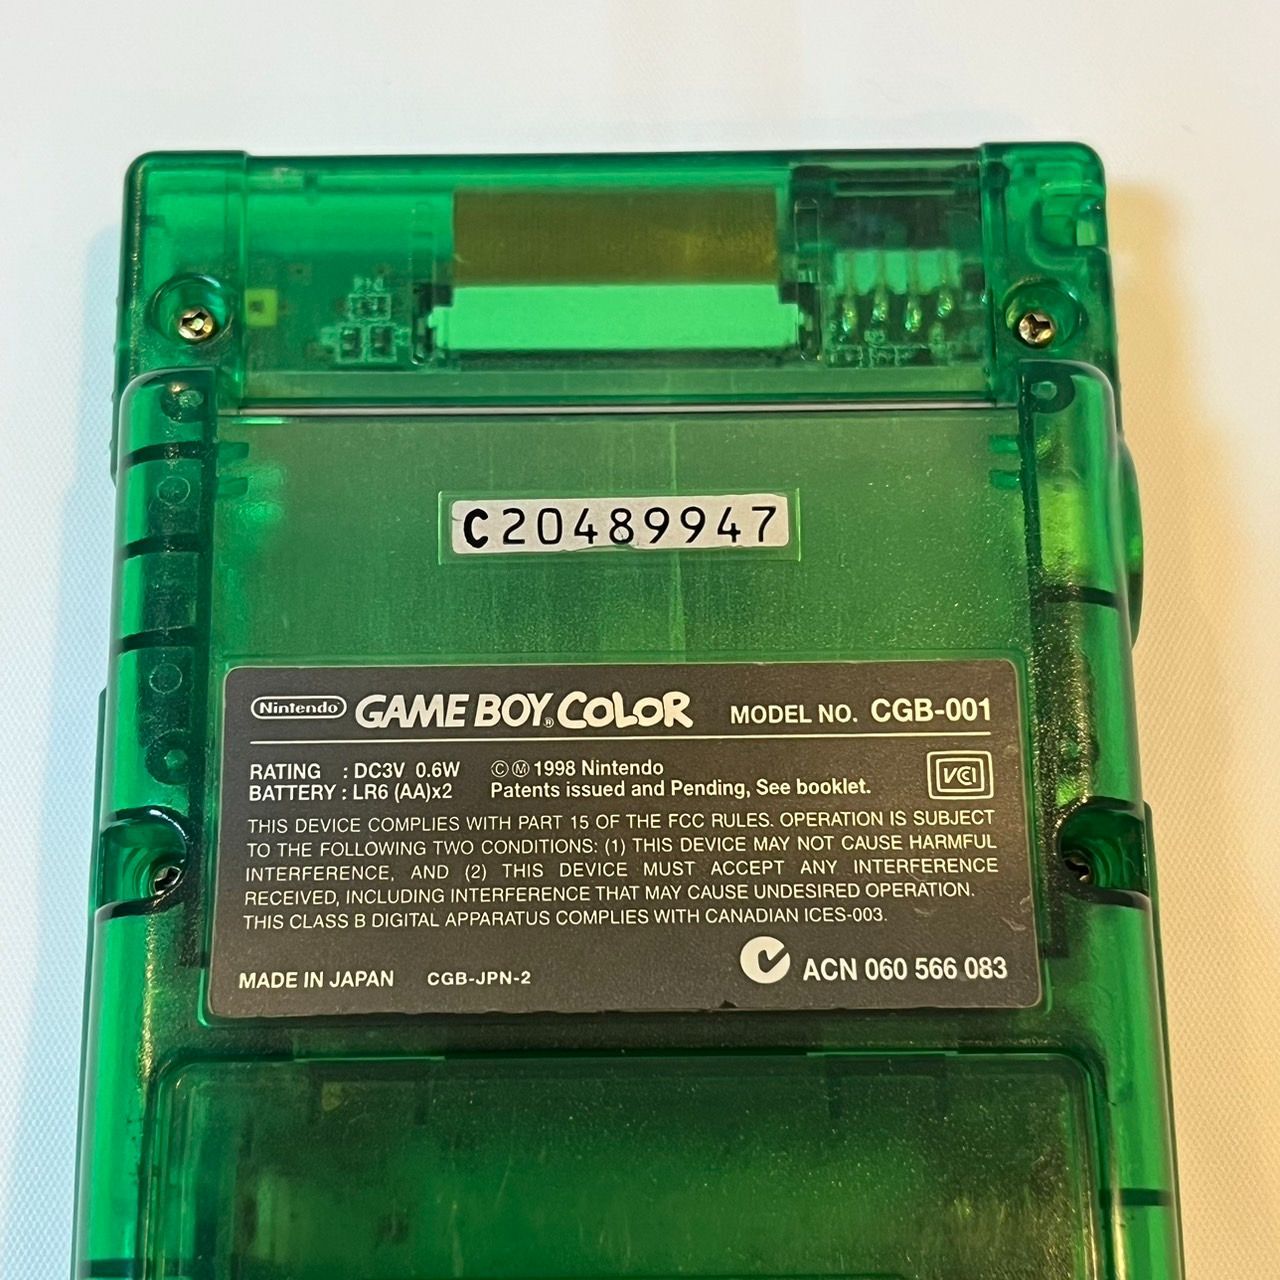 C20489947
Nintendo GAME BOY® COLOR MODEL NO. CGB-001
RATING : DC3V 0.6W ©Ⓜ1998 Nintendo
BATTERY : LR6 (AA)x2 Patents issued and Pending, See booklet.
VCI
THIS DEVICE COMPLIES WITH PART 15 OF THE FCC RULES. OPERATION IS SUBJECT
TO THE FOLLOWING TWO CONDITIONS: (1) THIS DEVICE MAY NOT CAUSE HARMFUL
INTERFERENCE, AND (2) THIS DEVICE MUST ACCEPT ANY INTERFERENCE
RECEIVED, INCLUDING INTERFERENCE THAT MAY CAUSE UNDESIRED OPERATION.
THIS CLASS B DIGITAL APPARATUS COMPLIES WITH CANADIAN ICES-003.
MADE IN JAPAN CGB-JPN-2 ACN 060 566 083